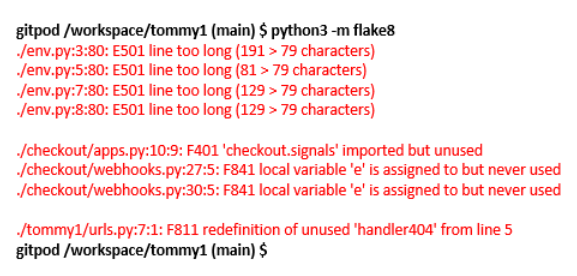 gitpod /workspace/tommy1 (main) $ python3 -m flake8
./env.py:3:80: E501 line too long (191 > 79 characters)
./env.py:5:80: E501 line too long (81 > 79 characters)
./env.py:7:80: E501 line too long (129 > 79 characters)
./env.py:8:80: E501 line too long (129 > 79 characters)
./checkout/apps.py:10:9: F401 'checkout.signals' imported but unused
./checkout/webhooks.py:27:5: F841 local variable 'e' is assigned to but never used
./checkout/webhooks.py:30:5: F841 local variable 'e' is assigned to but never used
./tommy1/urls.py:7:1: F811 redefinition of unused 'handler404' from line 5
gitpod /workspace/tommy1 (main) $